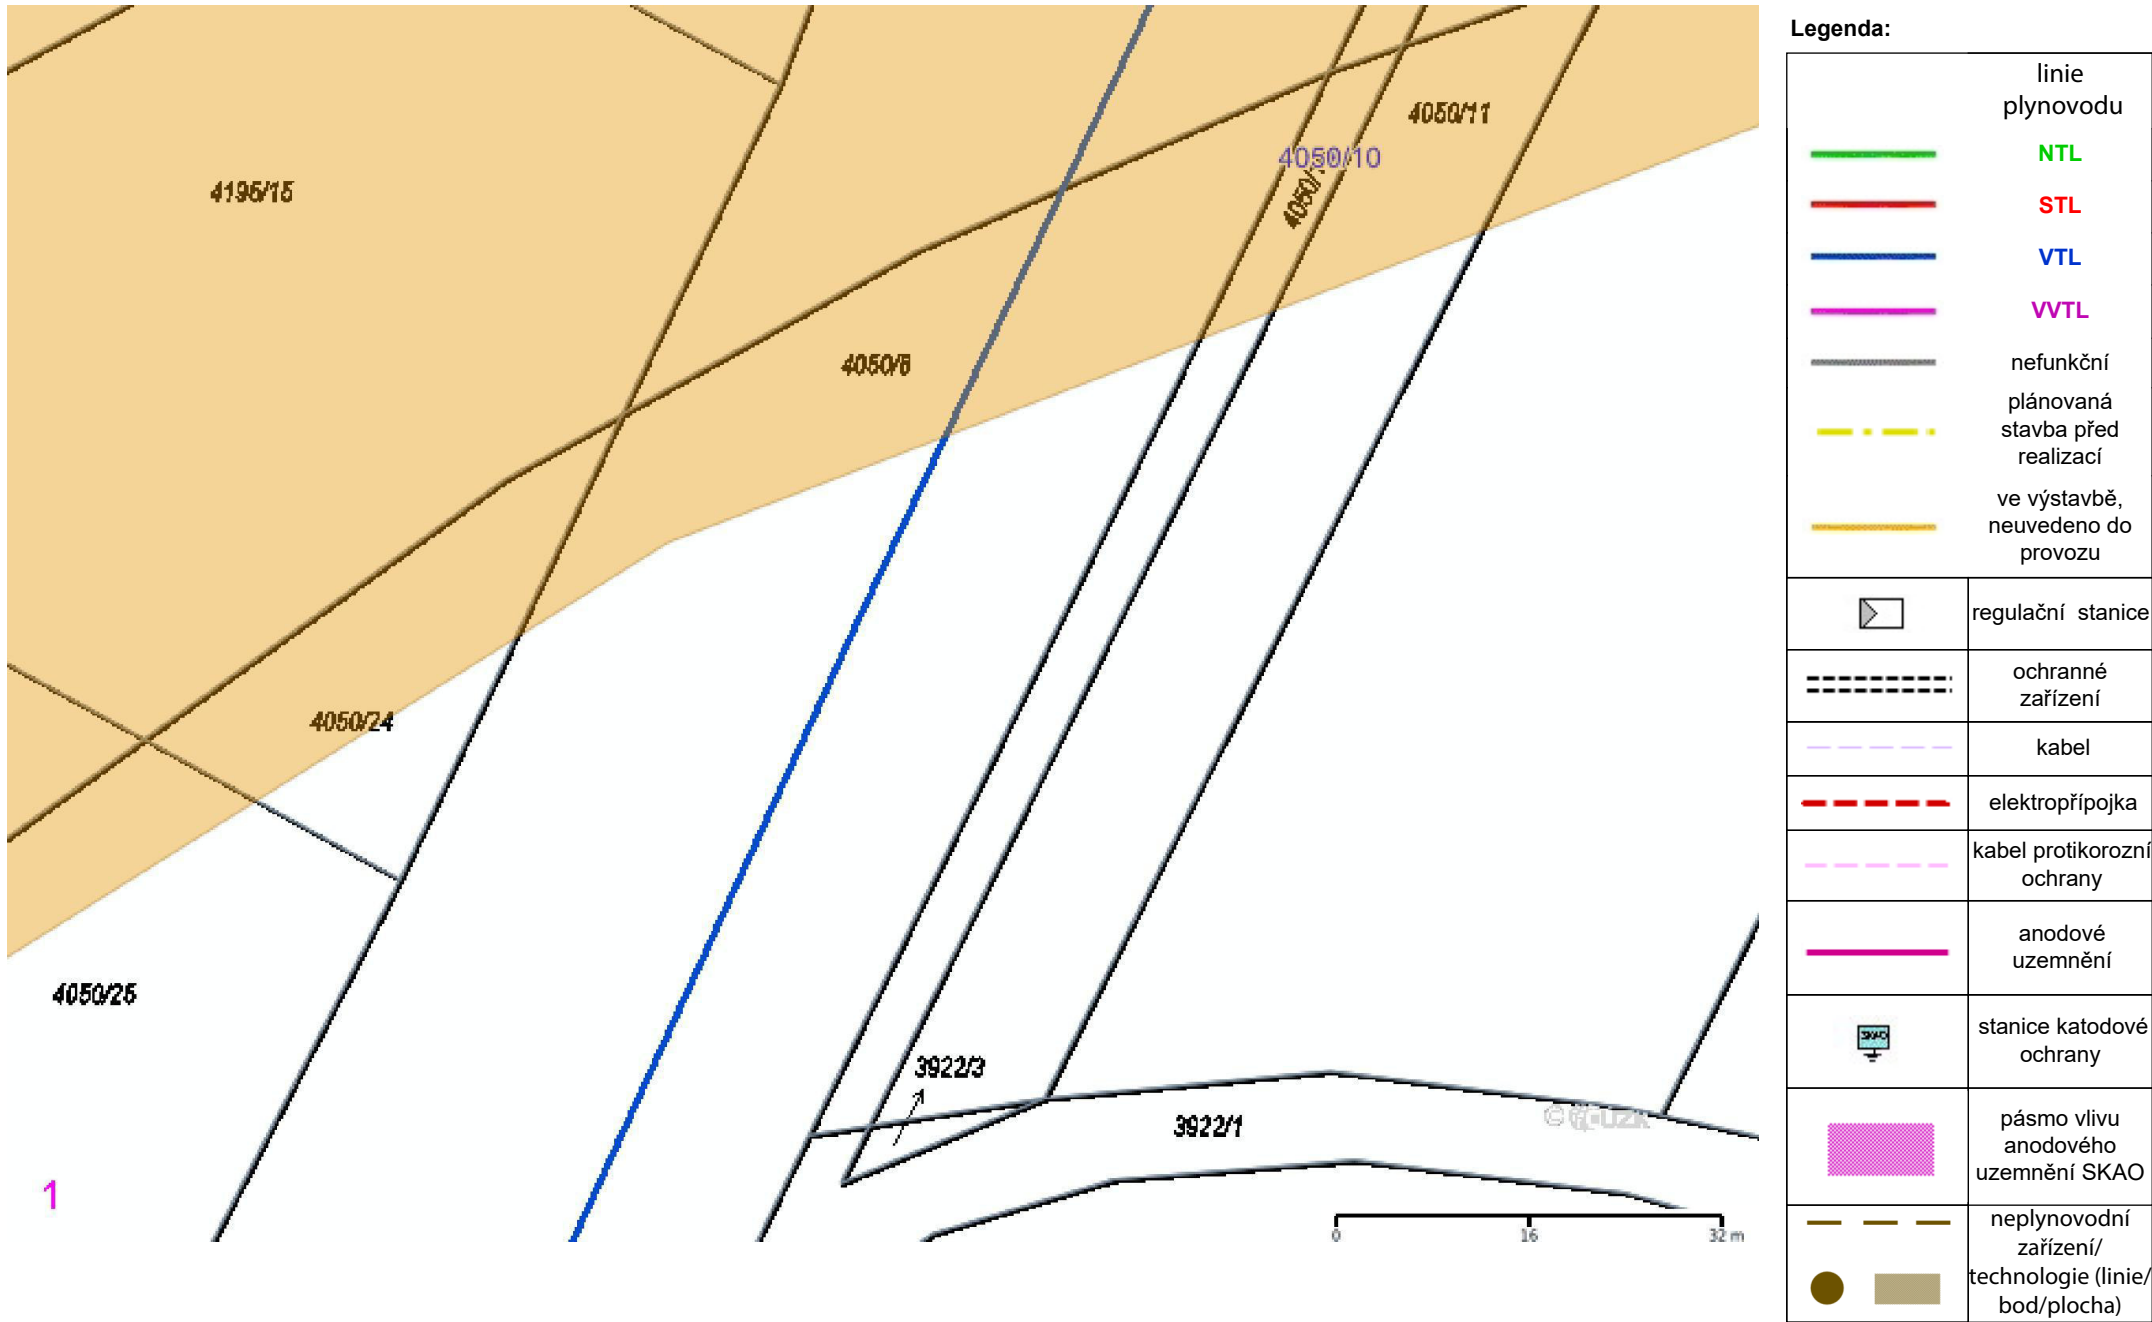 Legenda:
linie
plynovodu
NTL
STL
VTL
VVTL
nefunkční
plánovaná
stavba před
realizací
ve výstavbě,
neuvedeno do
provozu
regulační stanice
ochranné
zařízení
kabel
elektropřípojka
kabel protikorozní
ochrany
anodové
uzemnění
SKAO
stanice katodové
ochrany
pásmo vlivu
anodového
uzemnění SKAO
neplynovodní
zařízení/
technologie (linie/
bod/plocha)
4050/11
4050/10
4195/15
4050/
4050/8
4050/24
4050/25
3922/3
3922/1
1
0 16 32 m